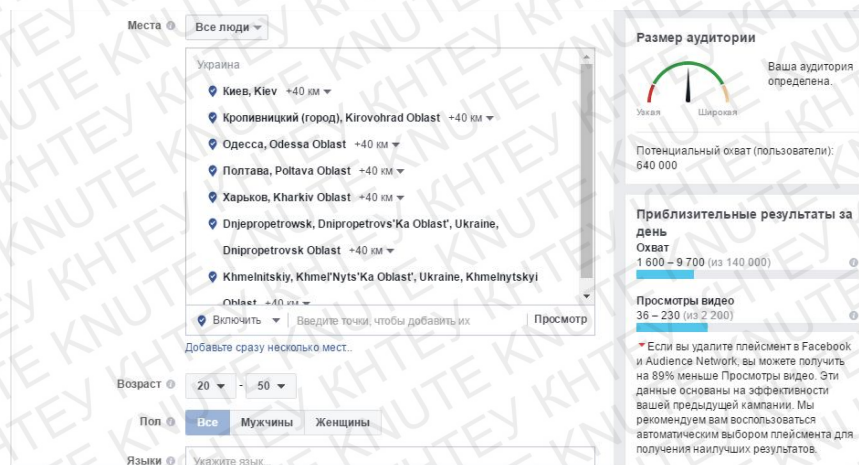 Места
Все люди
Украина
Киев, Kiev +40 км
Кропивницкий (город), Kirovohrad Oblast +40 км
Одесса, Odessa Oblast +40 км
Полтава, Poltava Oblast +40 км
Харьков, Kharkiv Oblast +40 км
Dnjepropetrowsk, Dnipropetrovs'Ka Oblast', Ukraine,
Dnipropetrovsk Oblast +40 км
Khmelnitskiy, Khmel'Nyts'Ka Oblast', Ukraine, Khmelnytskyi
Oblast +40 км
Включить Введите точки, чтобы добавить их Просмотр
Добавьте сразу несколько мест...
Возраст 20 - 50
Пол Все Мужчины Женщины
Языки Укажите язык...
Размер аудитории
Ваша аудитория
определена.
Узкая Широкая
Потенциальный охват (пользователи):
640 000
Приблизительные результаты за
день
Охват
1 600 – 9 700 (из 140 000)
Просмотры видео
36 – 230 (из 2 200)
Если вы удалите плейсмент в Facebook
и Audience Network, вы можете получить
на 89% меньше Просмотры видео. Эти
данные основаны на эффективности
вашей предыдущей кампании. Мы
рекомендуем вам воспользоваться
автоматическим выбором плейсмента для
получения наилучших результатов.
KNUTE KHTEY